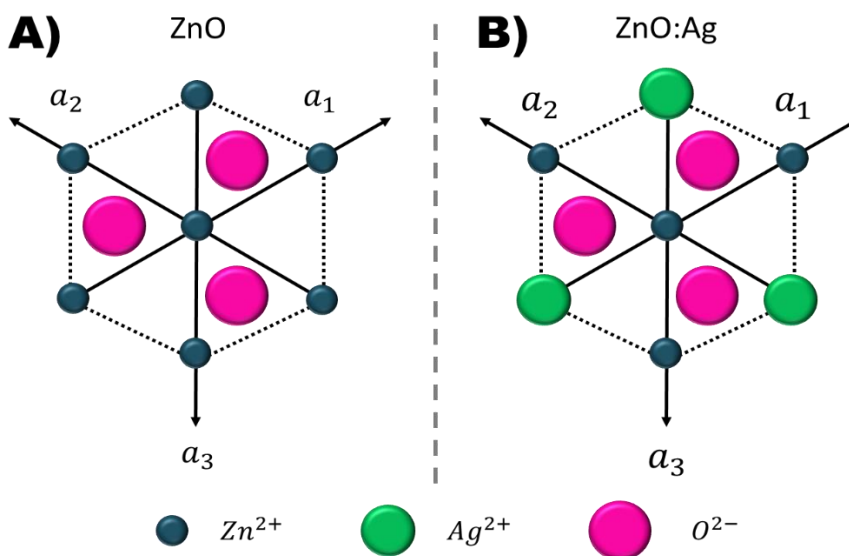 A) ZnO
B) ZnO:Ag
a₂ a₁
a₂ a₁
a₃
a₃
Zn²⁺ Ag²⁺ O²⁻